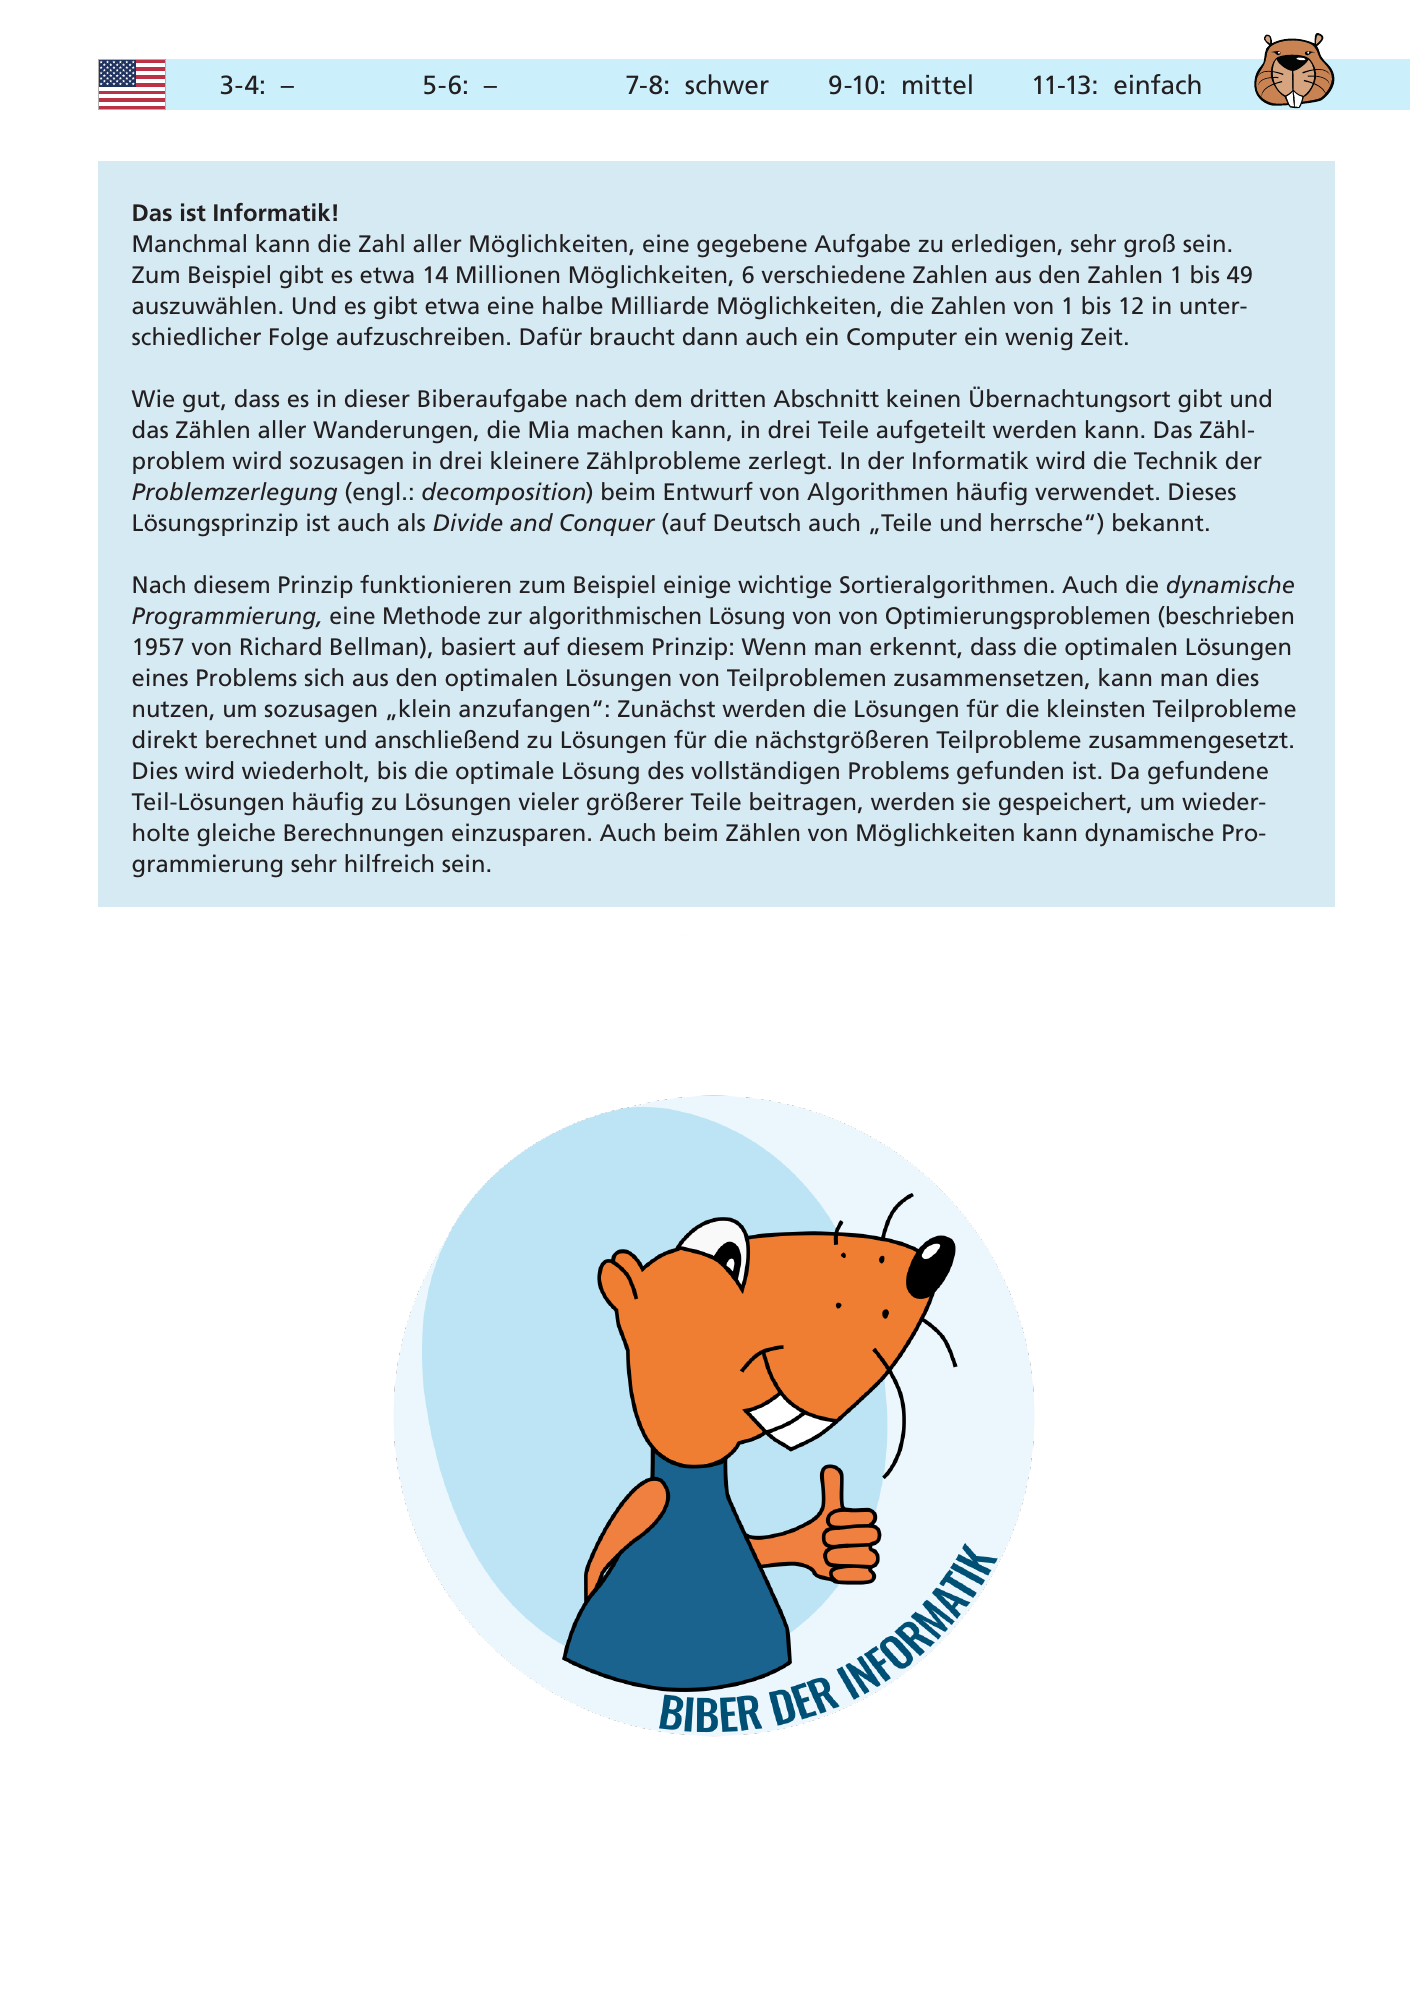 3-4: – 5-6: – 7-8: schwer 9-10: mittel 11-13: einfach
Das ist Informatik!
Manchmal kann die Zahl aller Möglichkeiten, eine gegebene Aufgabe zu erledigen, sehr groß sein.
Zum Beispiel gibt es etwa 14 Millionen Möglichkeiten, 6 verschiedene Zahlen aus den Zahlen 1 bis 49
auszuwählen. Und es gibt etwa eine halbe Milliarde Möglichkeiten, die Zahlen von 1 bis 12 in unter-
schiedlicher Folge aufzuschreiben. Dafür braucht dann auch ein Computer ein wenig Zeit.
Wie gut, dass es in dieser Biberaufgabe nach dem dritten Abschnitt keinen Übernachtungsort gibt und
das Zählen aller Wanderungen, die Mia machen kann, in drei Teile aufgeteilt werden kann. Das Zähl-
problem wird sozusagen in drei kleinere Zählprobleme zerlegt. In der Informatik wird die Technik der
Problemzerlegung (engl.: decomposition) beim Entwurf von Algorithmen häufig verwendet. Dieses
Lösungsprinzip ist auch als Divide and Conquer (auf Deutsch auch „Teile und herrsche“) bekannt.
Nach diesem Prinzip funktionieren zum Beispiel einige wichtige Sortieralgorithmen. Auch die dynamische
Programmierung, eine Methode zur algorithmischen Lösung von von Optimierungsproblemen (beschrieben
1957 von Richard Bellman), basiert auf diesem Prinzip: Wenn man erkennt, dass die optimalen Lösungen
eines Problems sich aus den optimalen Lösungen von Teilproblemen zusammensetzen, kann man dies
nutzen, um sozusagen „klein anzufangen“: Zunächst werden die Lösungen für die kleinsten Teilprobleme
direkt berechnet und anschließend zu Lösungen für die nächstgrößeren Teilprobleme zusammengesetzt.
Dies wird wiederholt, bis die optimale Lösung des vollständigen Problems gefunden ist. Da gefundene
Teil-Lösungen häufig zu Lösungen vieler größerer Teile beitragen, werden sie gespeichert, um wieder-
holte gleiche Berechnungen einzusparen. Auch beim Zählen von Möglichkeiten kann dynamische Pro-
grammierung sehr hilfreich sein.
BIBER DER INFORMATIK